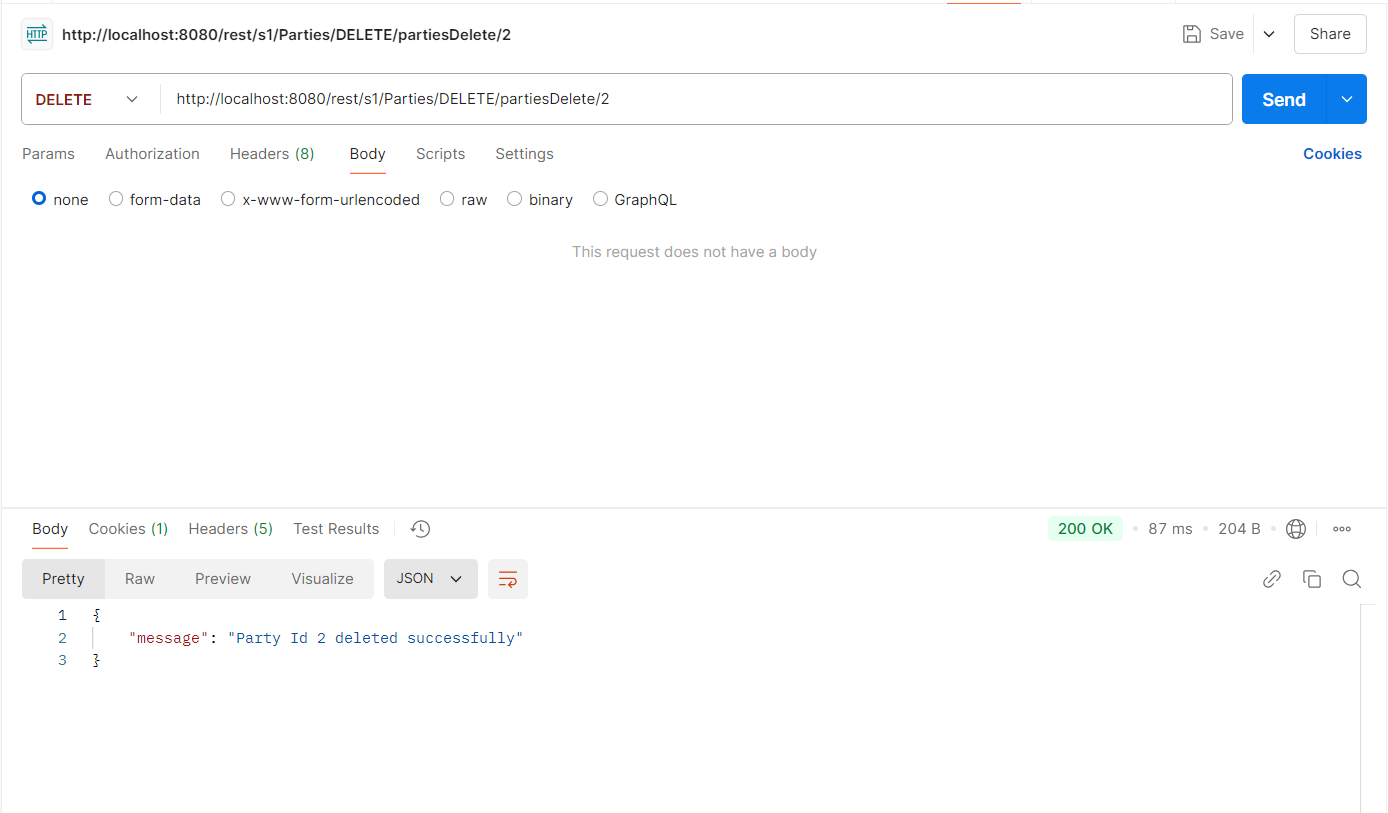 HTTP http://localhost:8080/rest/s1/Parties/DELETE/partiesDelete/2 Save Share
DELETE http://localhost:8080/rest/s1/Parties/DELETE/partiesDelete/2 Send
Params Authorization Headers (8) Body Scripts Settings Cookies
none form-data x-www-form-urlencoded raw binary GraphQL
This request does not have a body
Body Cookies (1) Headers (5) Test Results 200 OK 87 ms 204 B
Pretty Raw Preview Visualize JSON
1 {
2 "message": "Party Id 2 deleted successfully"
3 }